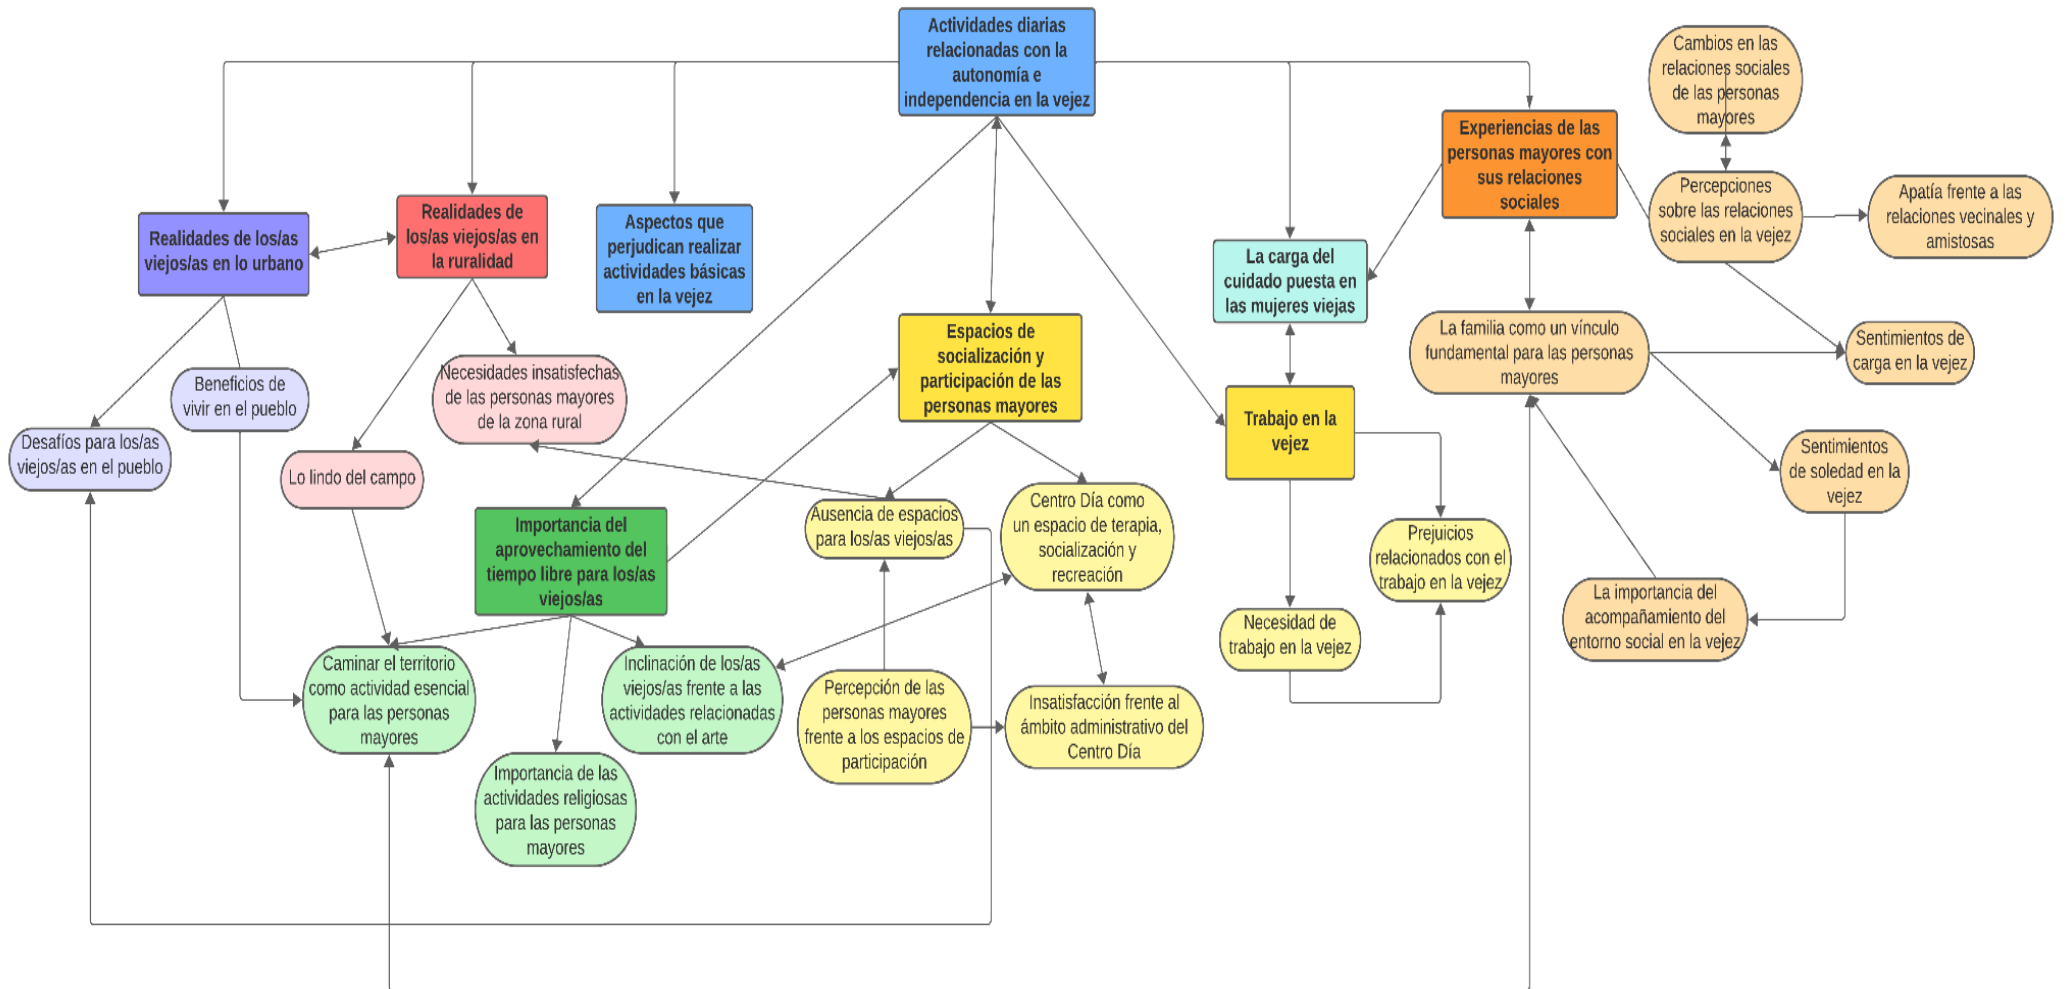 Actividades diarias
relacionadas con la
autonomía e
independencia en la vejez
Cambios en las
relaciones sociales
de las personas
mayores
Experiencias de las
personas mayores con
sus relaciones
sociales
Percepciones
sobre las relaciones
sociales en la vejez
Apatía frente a las
relaciones vecinales y
amistosas
Realidades de los/as
viejos/as en lo urbano
Realidades de
los/as viejos/as en
la ruralidad
Aspectos que
perjudican realizar
actividades básicas
en la vejez
La carga del
cuidado puesta en
las mujeres viejas
Espacios de
socialización y
participación de las
personas mayores
La familia como un vínculo
fundamental para las personas
mayores
Sentimientos de
carga en la vejez
Beneficios de
vivir en el pueblo
Necesidades insatisfechas
de las personas mayores
de la zona rural
Trabajo en la
vejez
Desafíos para los/as
viejos/as en el pueblo
Lo lindo del campo
Sentimientos
de soledad en la
vejez
Importancia del
aprovechamiento del
tiempo libre para los/as
viejos/as
Ausencia de espacios
para los/as viejos/as
Centro Día como
un espacio de terapia,
socialización y
recreación
Prejuicios
relacionados con el
trabajo en la vejez
La importancia del
acompañamiento del
entorno social en la vejez
Necesidad de
trabajo en la vejez
Caminar el territorio
como actividad esencial
para las personas
mayores
Inclinación de los/as
viejos/as frente a las
actividades relacionadas
con el arte
Percepción de las
personas mayores
frente a los espacios de
participación
Insatisfacción frente al
ámbito administrativo del
Centro Día
Importancia de las
actividades religiosas
para las personas
mayores